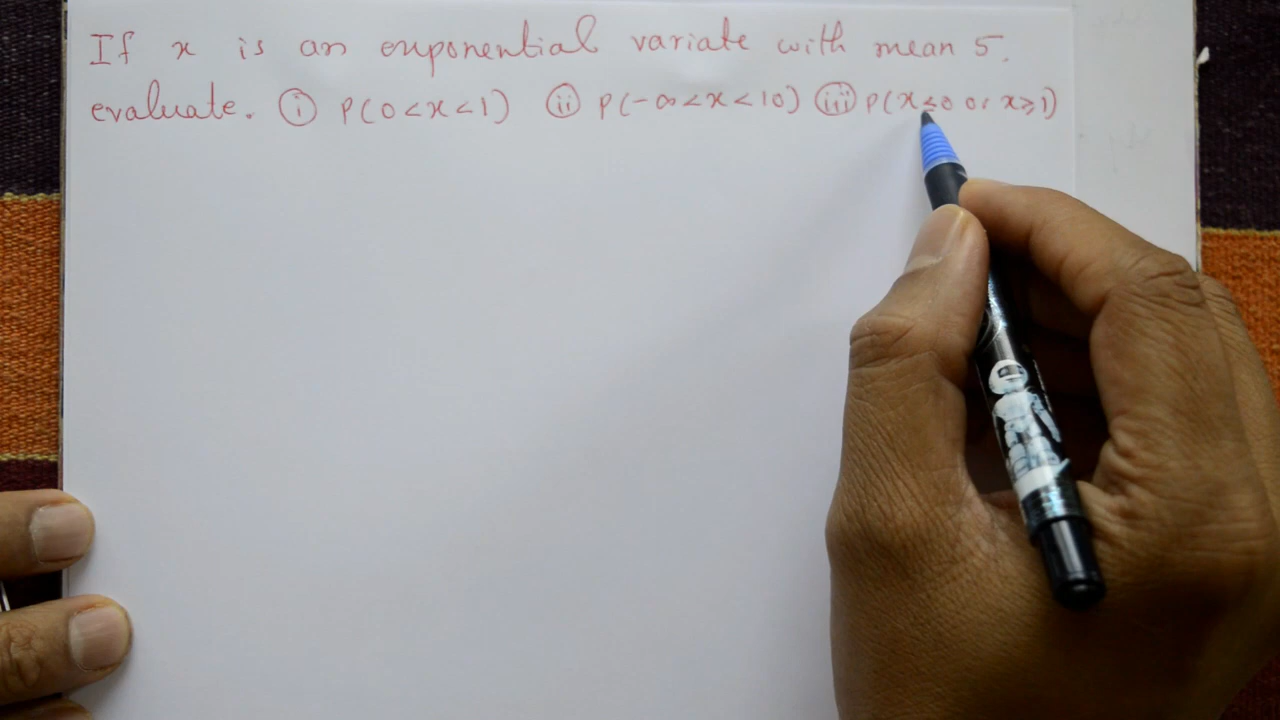 If x is an exponential variate with mean 5.
evaluate. (i) P(0<x<1) (ii) P(-∞<x<10) (iii) P(x≤0 or x≥1)